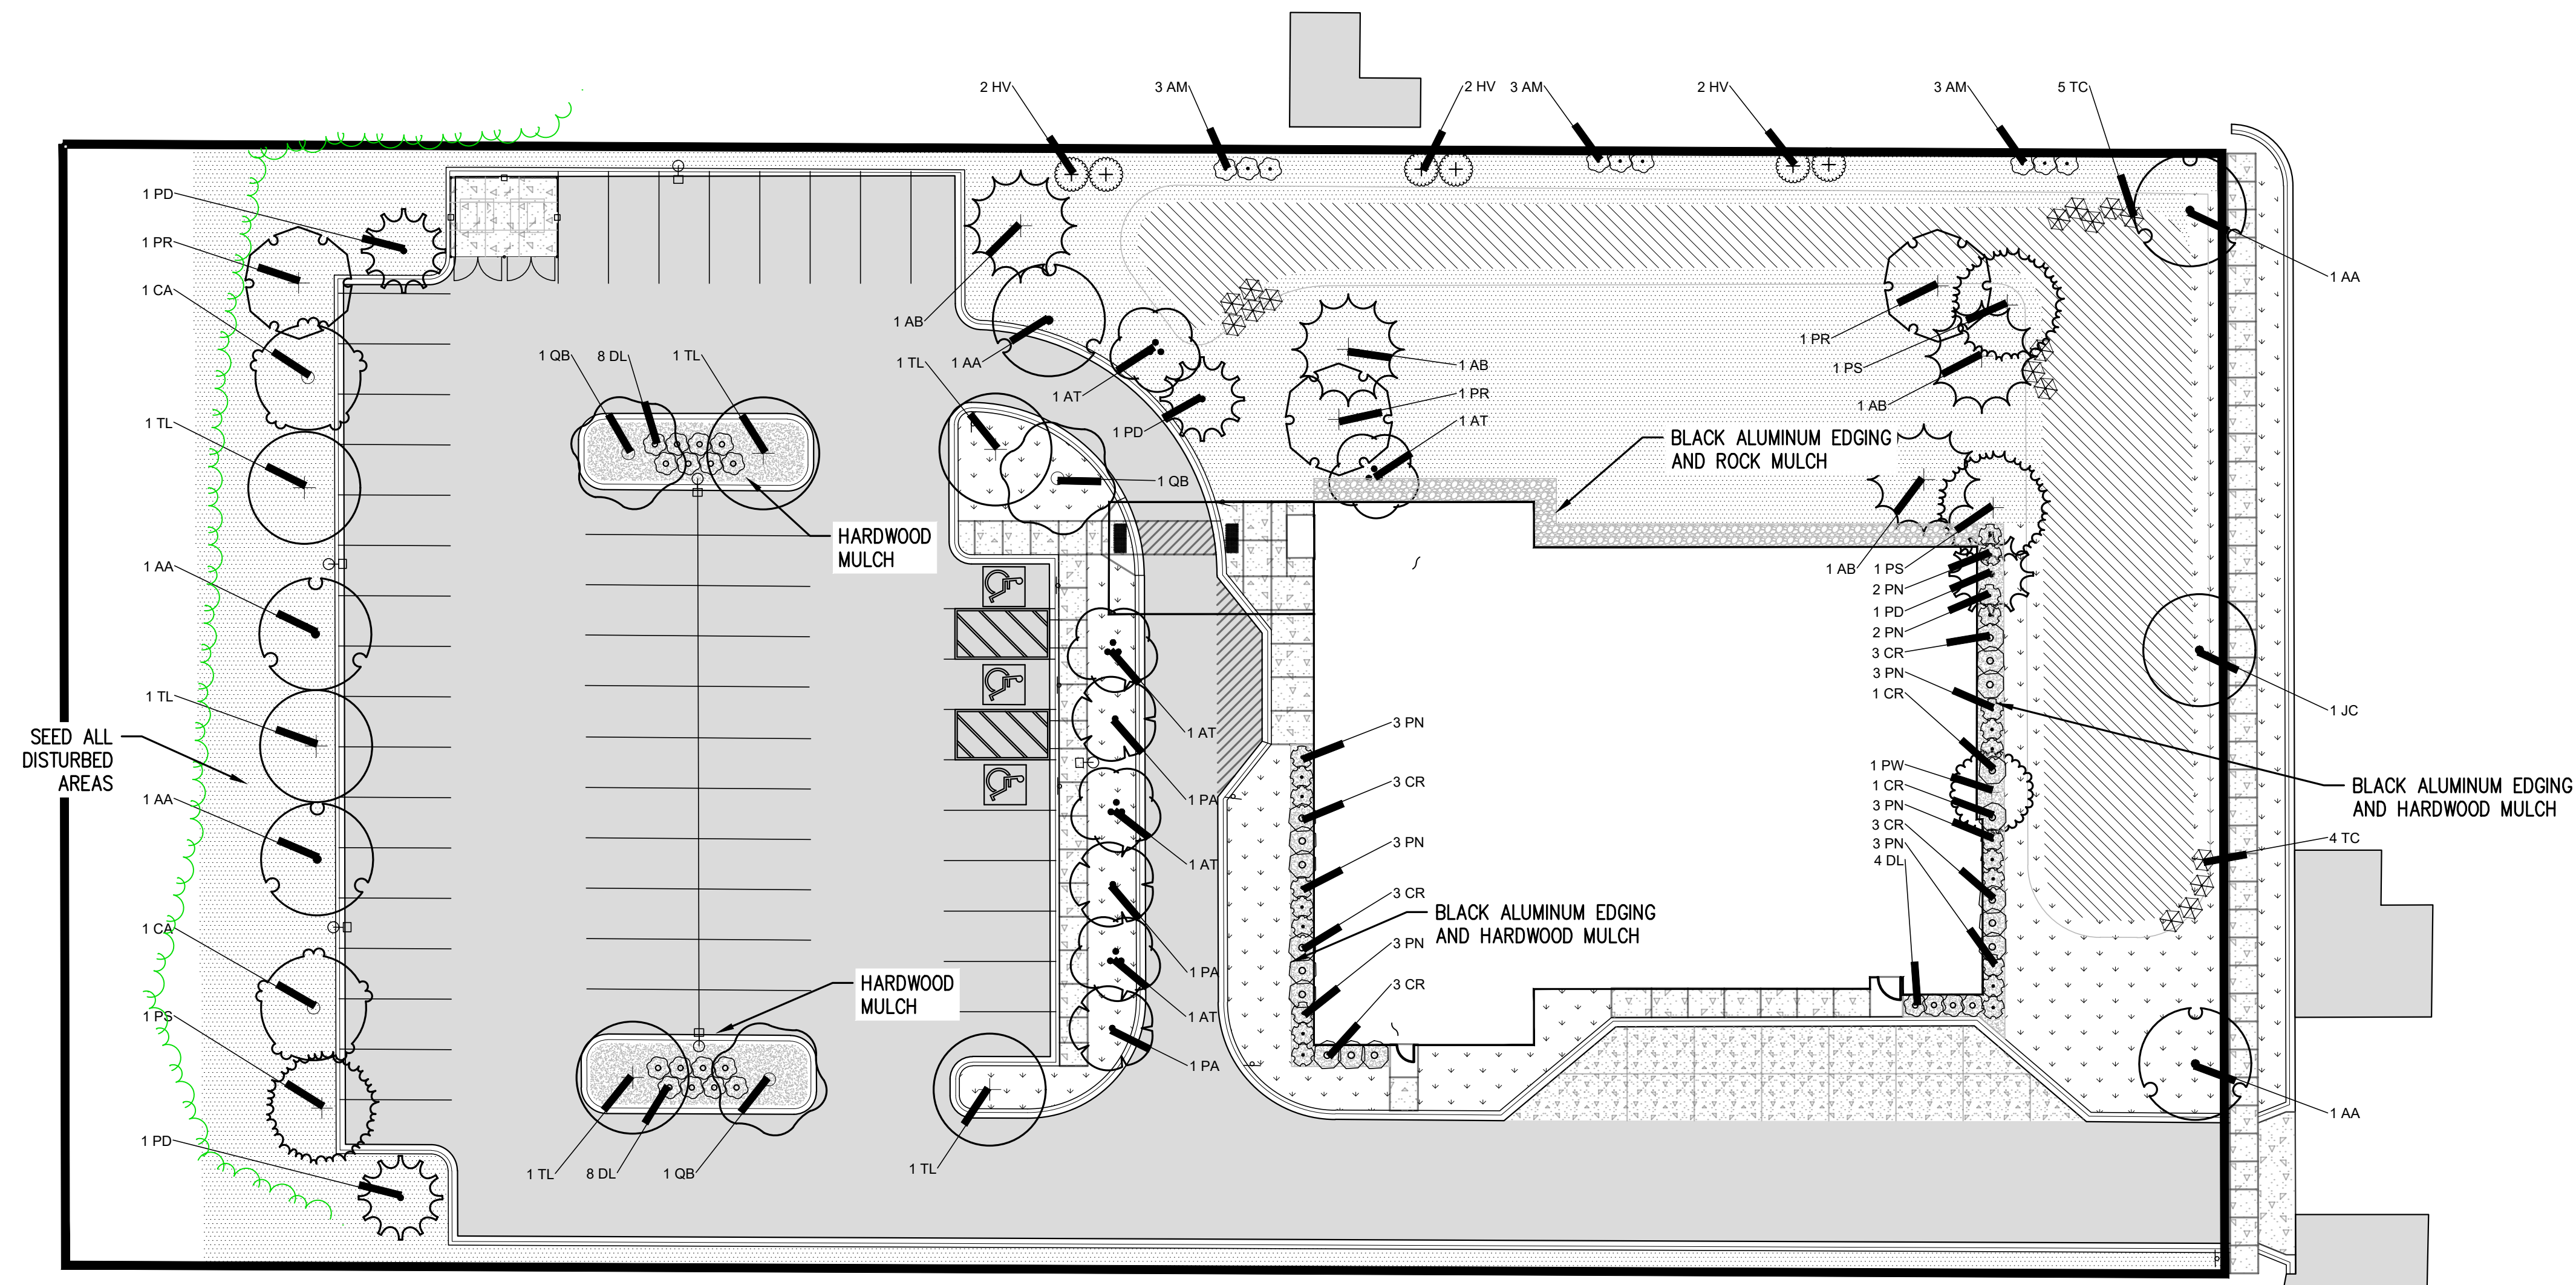 2 HV
3 AM
2 HV
3 AM
2 HV
3 AM
5 TC
1 PD
1 PR
1 CA
1 TL
1 AA
1 TL
SEED ALL
DISTURBED
AREAS
1 AA
1 CA
1 PS
1 PD
1 QB
8 DL
1 TL
HARDWOOD
MULCH
HARDWOOD
MULCH
1 TL
8 DL
1 QB
1 TL
1 AB
1 AA
1 TL
1 AT
1 PD
1 QB
1 AB
1 PR
1 AT
BLACK ALUMINUM EDGING
AND ROCK MULCH
1 AT
1 PA
1 AT
1 PA
1 AT
1 PA
3 PN
3 CR
3 PN
3 CR
BLACK ALUMINUM EDGING
AND HARDWOOD MULCH
3 PN
3 CR
1 PR
1 PS
1 AB
1 AB
1 PS
2 PN
1 PD
2 PN
3 CR
3 PN
1 CR
1 PW
1 CR
3 PN
3 CR
3 PN
4 DL
1 AA
1 JC
BLACK ALUMINUM EDGING
AND HARDWOOD MULCH
4 TC
1 AA